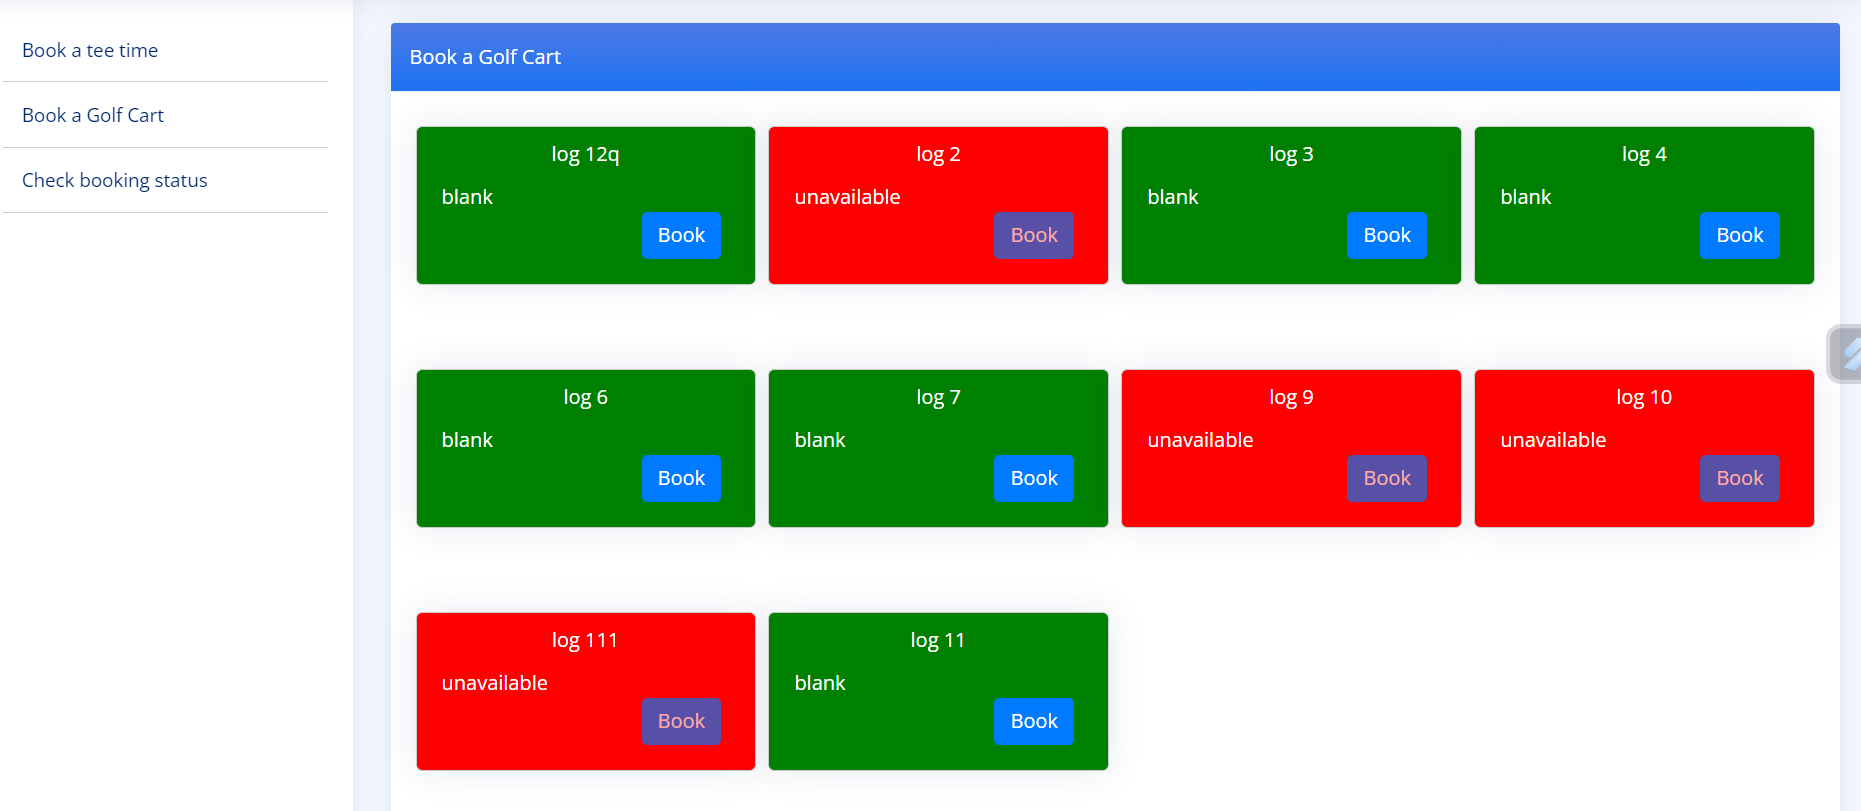 Book a tee time
Book a Golf Cart
Check booking status
Book a Golf Cart
log 12q
blank
Book
log 2
unavailable
Book
log 3
blank
Book
log 4
blank
Book
log 6
blank
Book
log 7
blank
Book
log 9
unavailable
Book
log 10
unavailable
Book
log 111
unavailable
Book
log 11
blank
Book